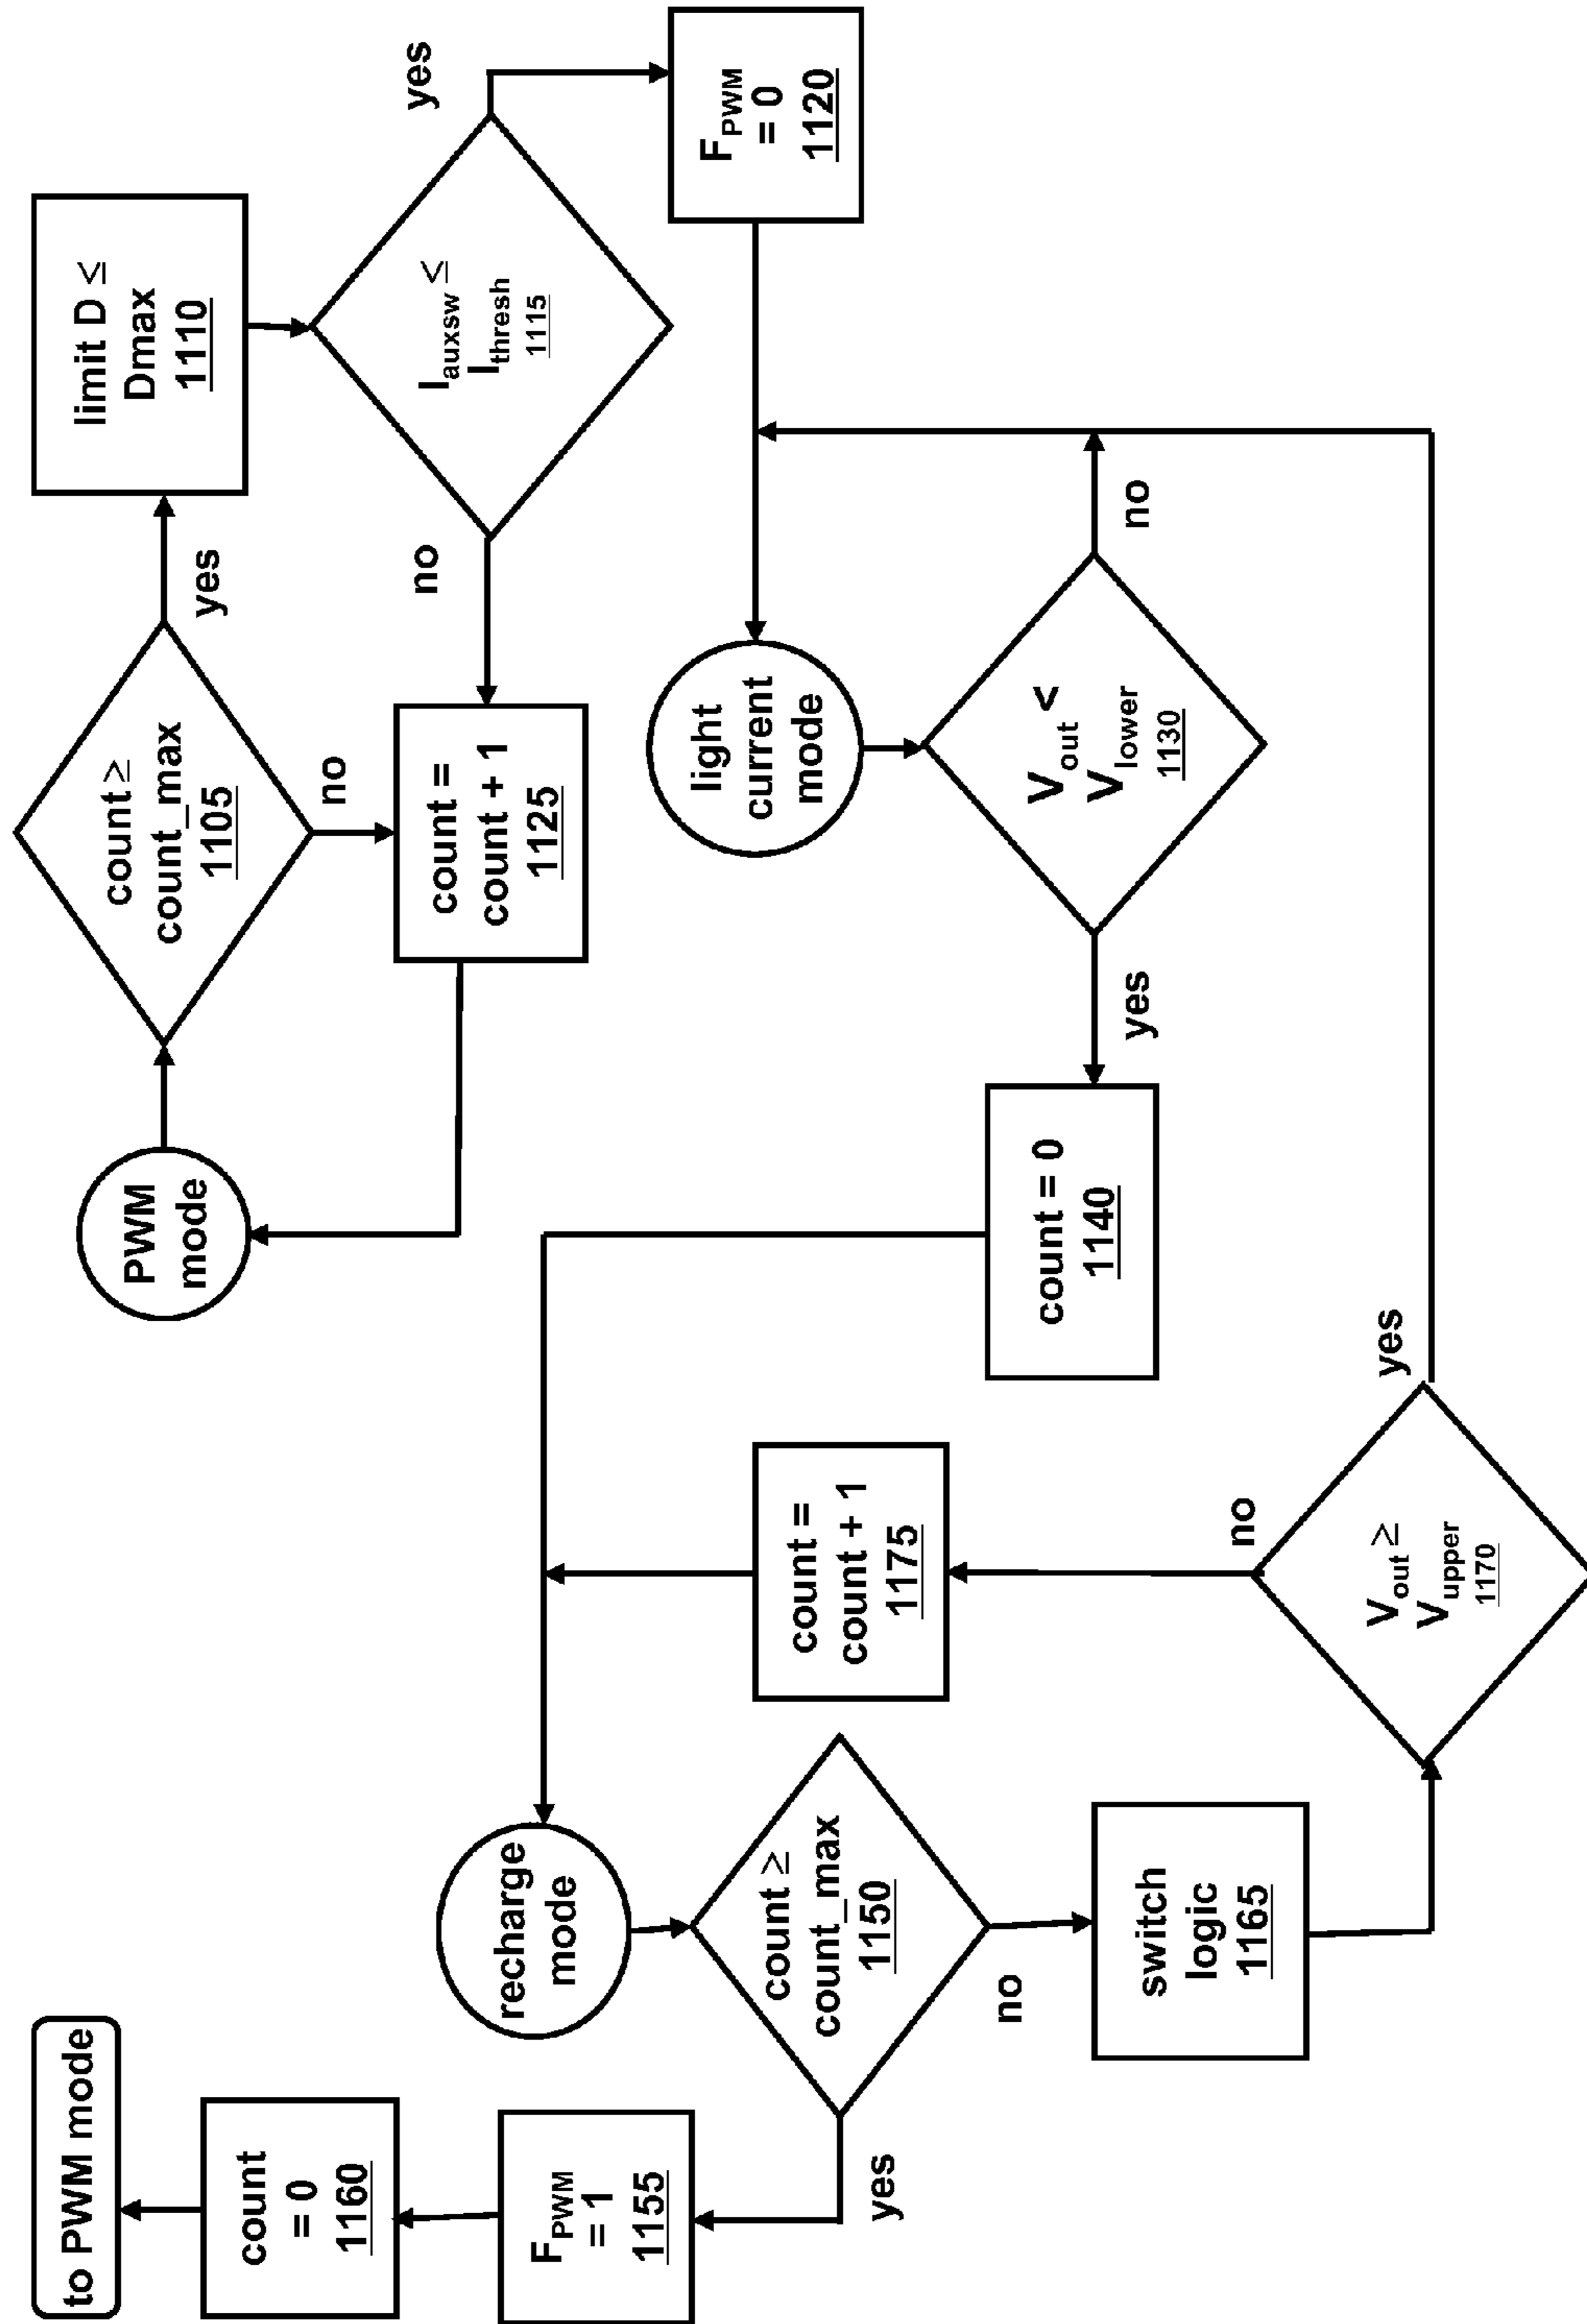 PWM
mode
count ≥
count_max
1105
yes
no
limit D ≤
Dmax
1110
I_auxsw ≤
I_thresh
1115
yes
no
F_PWM
= 0
1120
count =
count + 1
1125
light
current
mode
V_out <
V_lower
1130
no
yes
count = 0
1140
recharge
mode
count ≥
count_max
1150
yes
no
F_PWM
= 1
1155
count
= 0
1160
to PWM mode
switch
logic
1165
V_out ≥
V_upper
1170
yes
no
count =
count + 1
1175